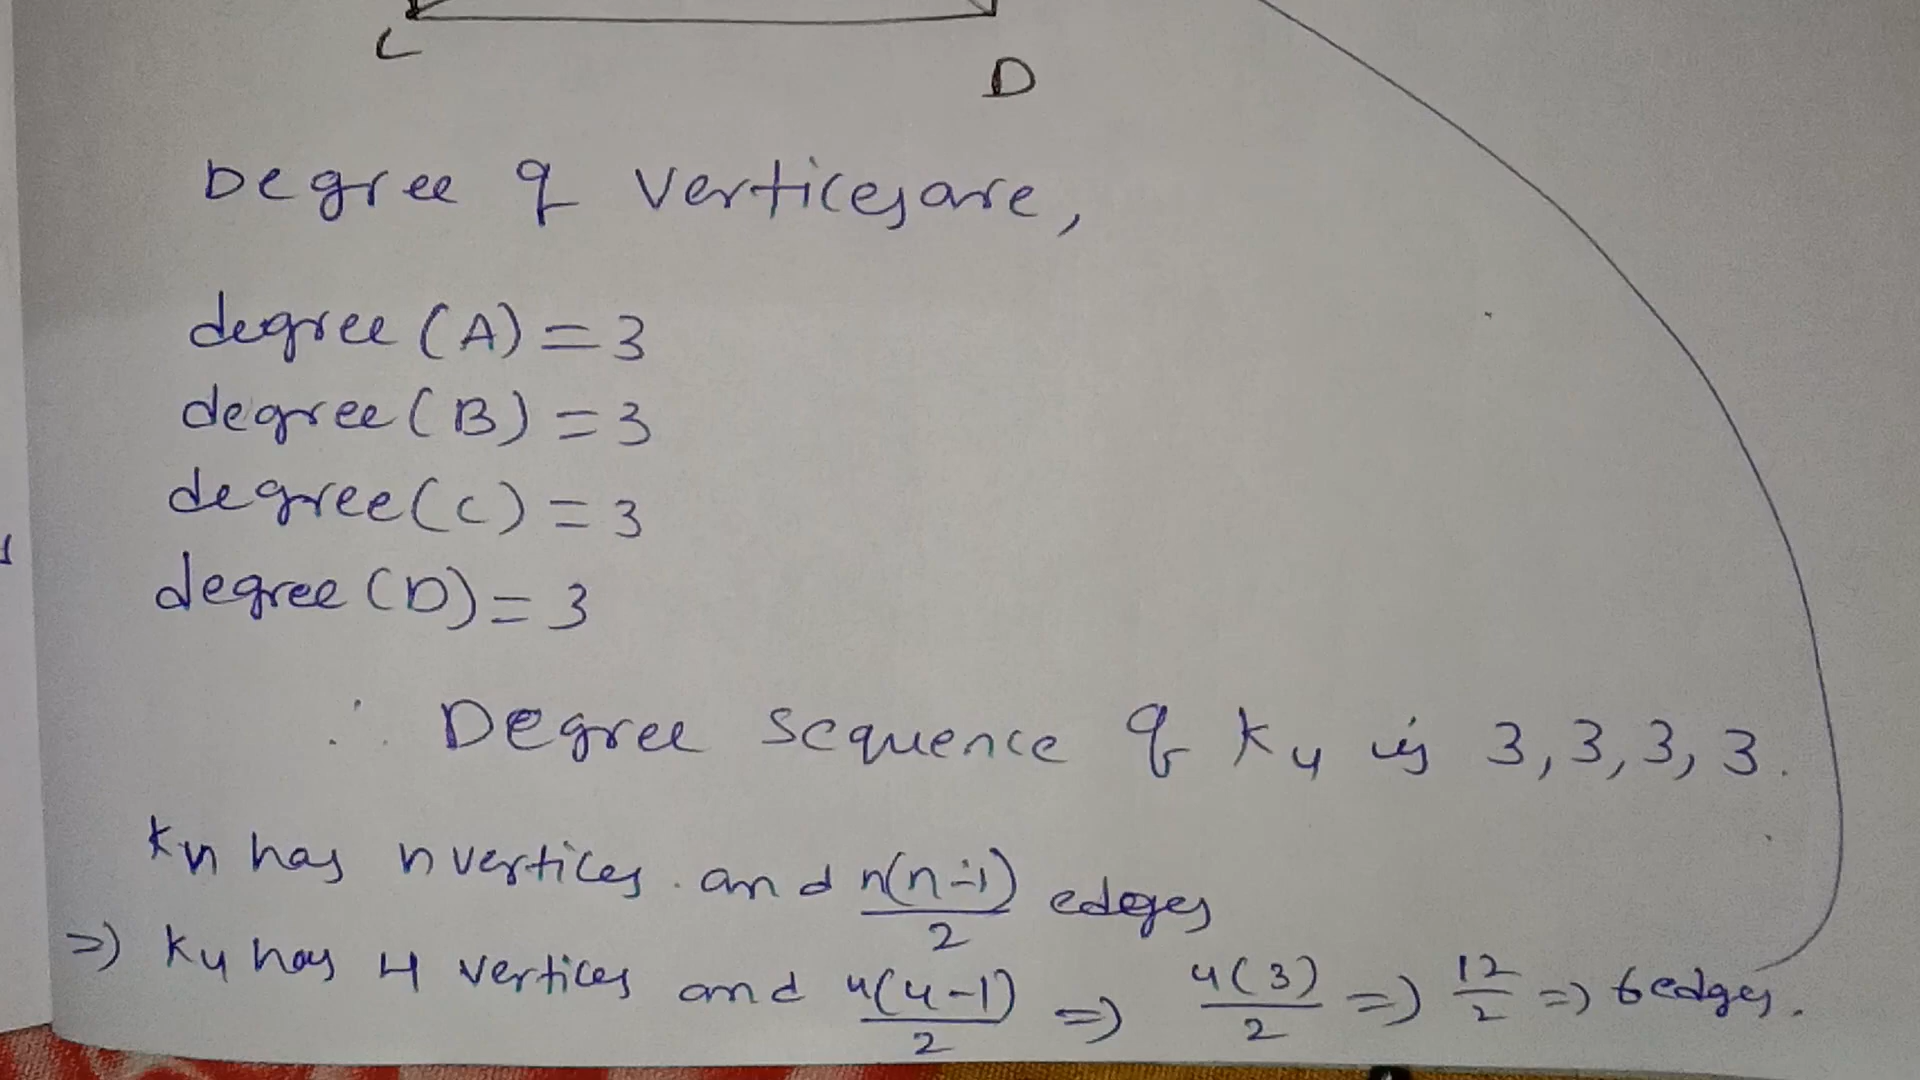 C
D
Degree of vertices are,
degree (A) = 3
degree (B) = 3
degree (C) = 3
degree (D) = 3
∴ Degree sequence of K₄ is 3, 3, 3, 3.
Kn has n vertices and n(n-1)/2 edges
=> K₄ has 4 vertices and 4(4-1)/2 => 4(3)/2 => 12/2 => 6 edges.